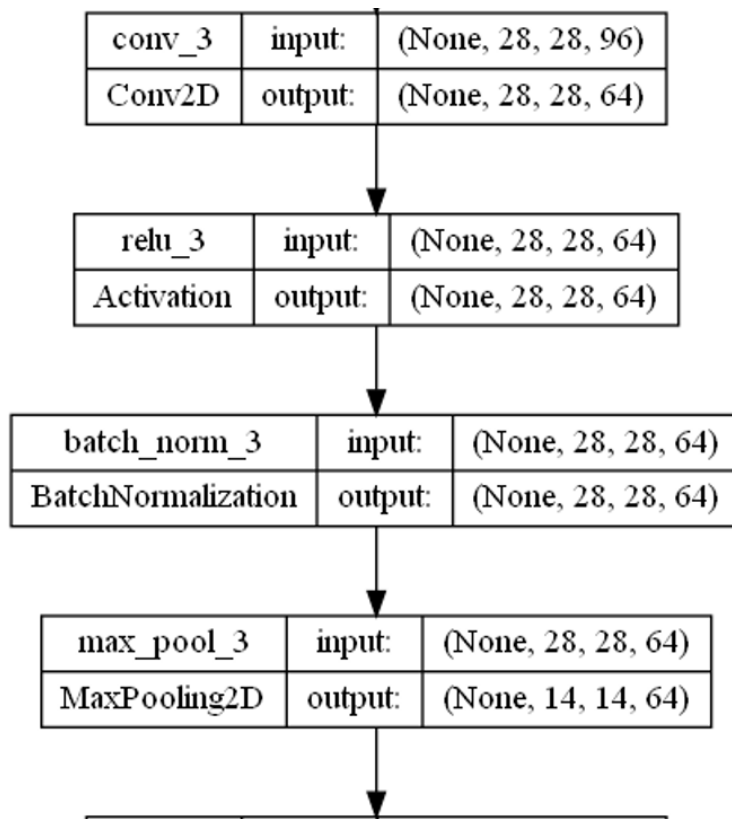 conv_3 input: (None, 28, 28, 96)
Conv2D output: (None, 28, 28, 64)
relu_3 input: (None, 28, 28, 64)
Activation output: (None, 28, 28, 64)
batch_norm_3 input: (None, 28, 28, 64)
BatchNormalization output: (None, 28, 28, 64)
max_pool_3 input: (None, 28, 28, 64)
MaxPooling2D output: (None, 14, 14, 64)